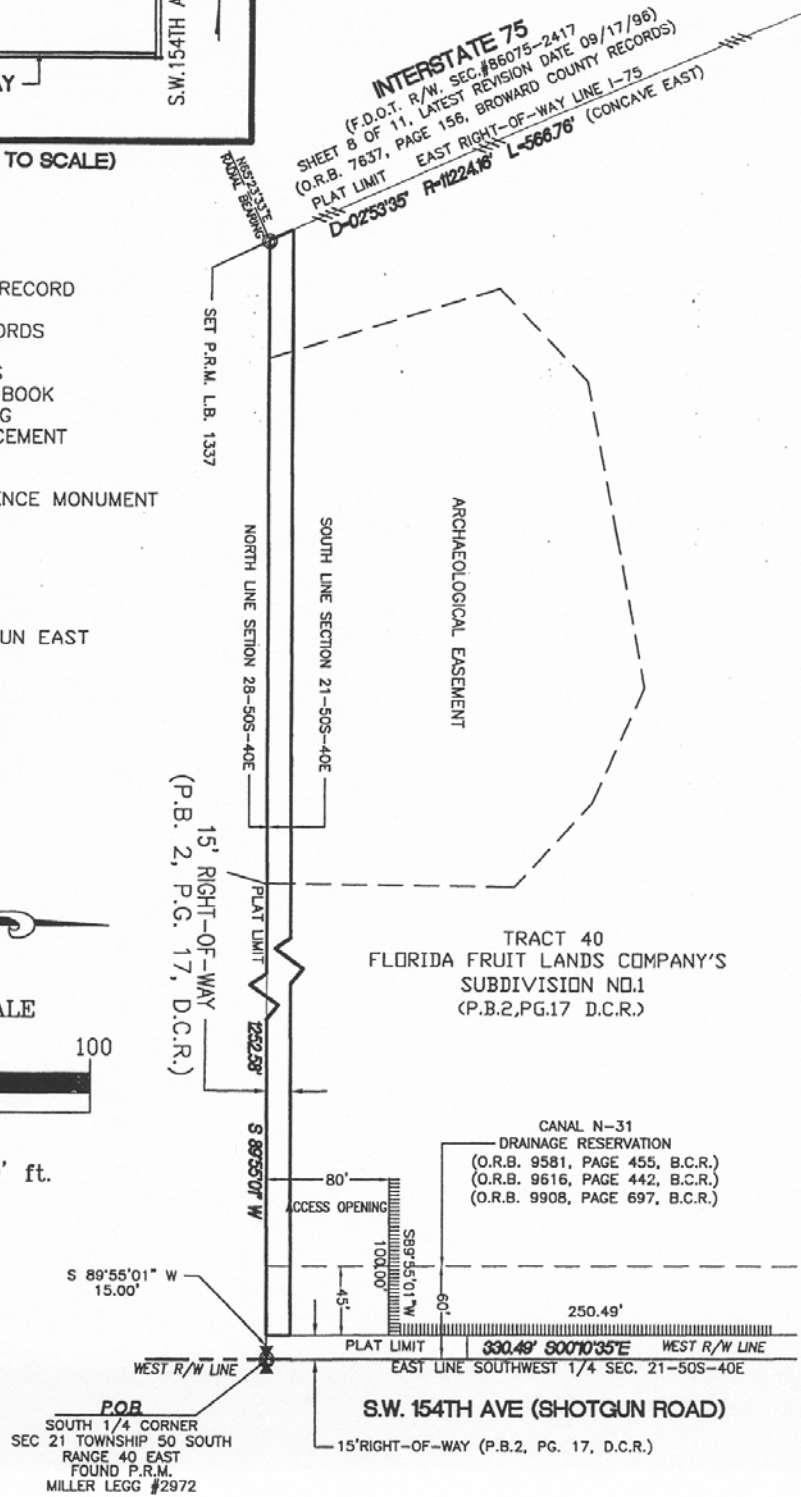 S.W.154TH A
AY
TO SCALE)
INTERSTATE 75
(F.D.O.T. R/W. SEC.#86075-2417
SHEET 8 OF 11, LATEST REVISION DATE 09/17/96)
(O.R.B. 7637, PAGE 156, BROWARD COUNTY RECORDS)
PLAT LIMIT EAST RIGHT-OF-WAY LINE I-75
D=02°53'35" R=11224.16' L=566.76' (CONCAVE EAST)
N65°23'33"E
RADIAL BEARING
RECORD
ORDS
S
BOOK
G
CEMENT
ENCE MONUMENT
UN EAST
SET P.R.M. L.B. 1337
NORTH LINE SETION 28-50S-40E
SOUTH LINE SECTION 21-50S-40E
ARCHAEOLOGICAL EASEMENT
15' RIGHT-OF-WAY
(P.B. 2, P.G. 17, D.C.R.)
PLAT LIMIT
1252.58' S 89°55'01" W
TRACT 40
FLORIDA FRUIT LANDS COMPANY'S
SUBDIVISION NO.1
(P.B.2,PG.17 D.C.R.)
ALE
100
' ft.
CANAL N-31
DRAINAGE RESERVATION
(O.R.B. 9581, PAGE 455, B.C.R.)
(O.R.B. 9616, PAGE 442, B.C.R.)
(O.R.B. 9908, PAGE 697, B.C.R.)
80'
ACCESS OPENING
S89°55'01"W
100.00'
S 89°55'01" W
15.00'
45'
60'
250.49'
PLAT LIMIT 330.49' S00°10'35"E WEST R/W LINE
WEST R/W LINE
EAST LINE SOUTHWEST 1/4 SEC. 21-50S-40E
P.O.B.
SOUTH 1/4 CORNER
SEC 21 TOWNSHIP 50 SOUTH
RANGE 40 EAST
FOUND P.R.M.
MILLER LEGG #2972
S.W. 154TH AVE (SHOTGUN ROAD)
15'RIGHT-OF-WAY (P.B.2, PG. 17, D.C.R.)